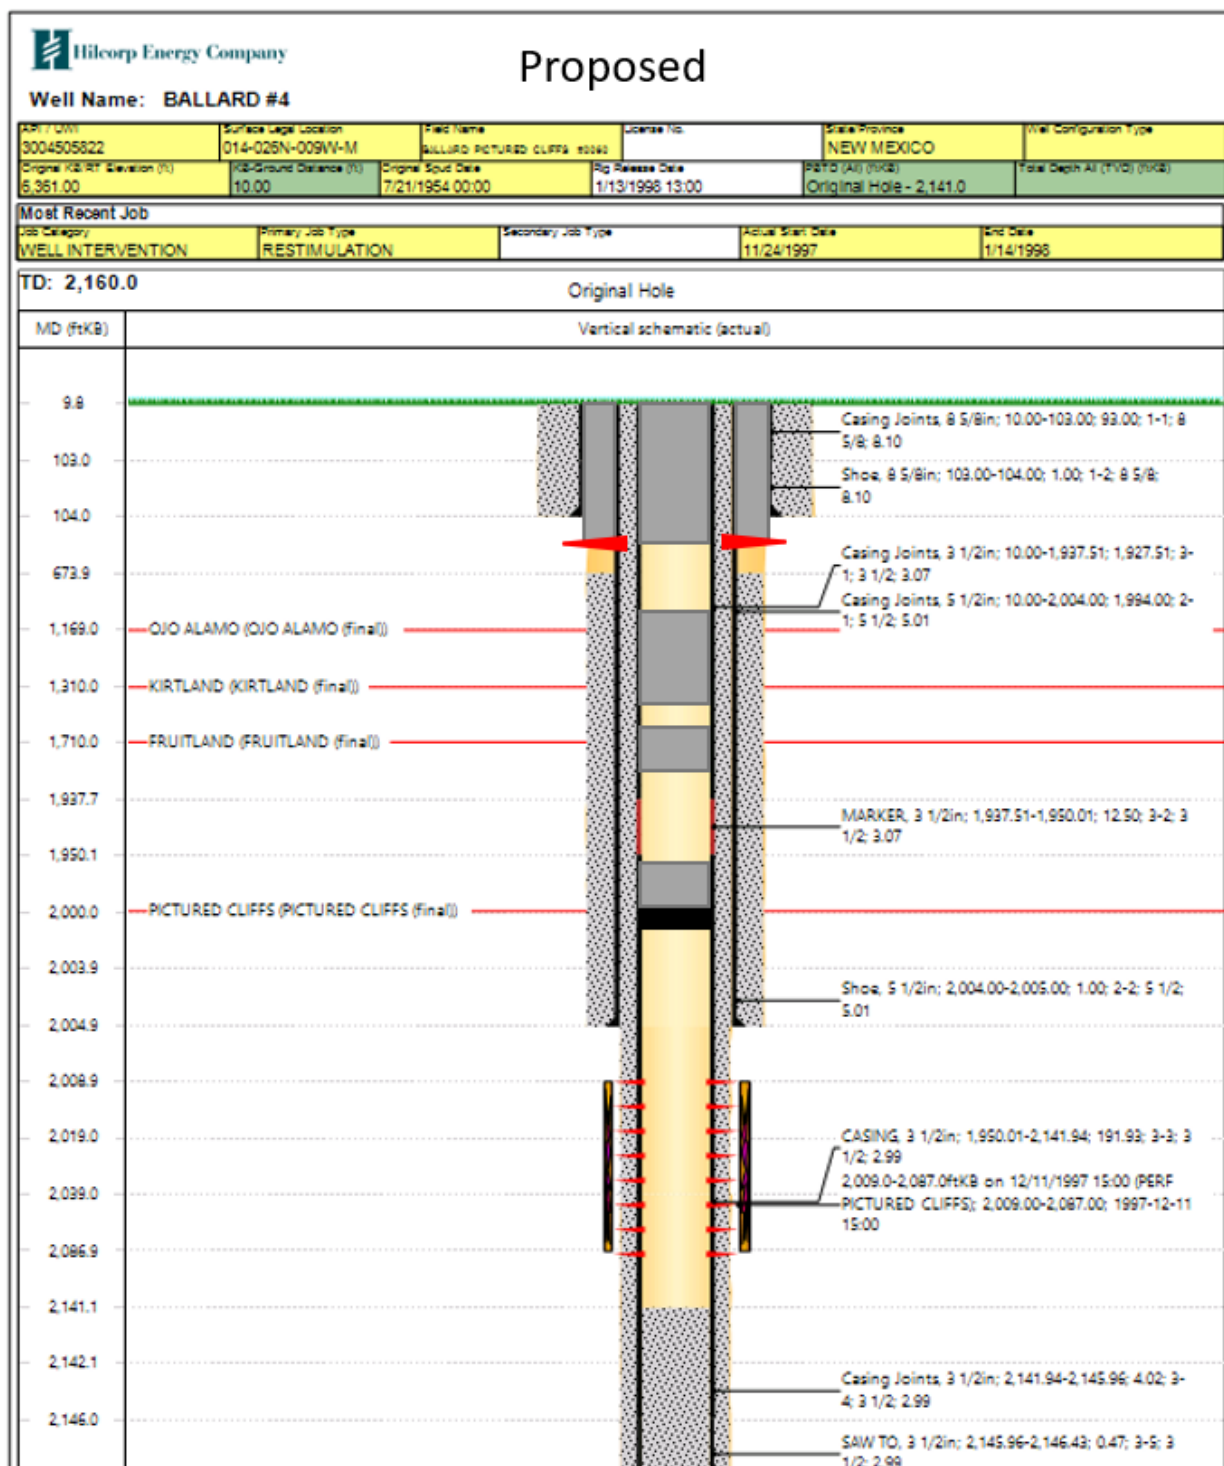 Hilcorp Energy Company
Proposed
Well Name: BALLARD #4
API / UWI
3004505822
Surface Legal Location
014-026N-009W-M
Field Name
BALLARD PICTURED CLIFFS
License No.
State/Province
NEW MEXICO
Well Configuration Type
Original KB/RT Elevation (ft)
6,361.00
KB-Ground Distance (ft)
10.00
Original Spud Date
7/21/1954 00:00
Rig Release Date
1/13/1998 13:00
PBTD (All) (ftKB)
Original Hole - 2,141.0
Total Depth All (TVD) (ftKB)
Most Recent Job
Job Category
WELL INTERVENTION
Primary Job Type
RESTIMULATION
Secondary Job Type
Actual Start Date
11/24/1997
End Date
1/14/1998
TD: 2,160.0
Original Hole
MD (ftKB)
Vertical schematic (actual)
9.8
Casing Joints, 8 5/8in; 10.00-103.00; 93.00; 1-1; 8
5/8; 8.10
103.0
Shoe, 8 5/8in; 103.00-104.00; 1.00; 1-2; 8 5/8;
8.10
104.0
Casing Joints, 3 1/2in; 10.00-1,937.51; 1,927.51; 3-
1; 3 1/2; 3.07
673.9
Casing Joints, 5 1/2in; 10.00-2,004.00; 1,994.00; 2-
1; 5 1/2; 5.01
1,169.0
OJO ALAMO (OJO ALAMO (final))
1,310.0
KIRTLAND (KIRTLAND (final))
1,710.0
FRUITLAND (FRUITLAND (final))
1,937.7
MARKER, 3 1/2in; 1,937.51-1,950.01; 12.50; 3-2; 3
1/2; 3.07
1,950.1
2,000.0
PICTURED CLIFFS (PICTURED CLIFFS (final))
2,003.9
Shoe, 5 1/2in; 2,004.00-2,005.00; 1.00; 2-2; 5 1/2;
5.01
2,004.9
2,008.9
2,019.0
CASING, 3 1/2in; 1,950.01-2,141.94; 191.93; 3-3; 3
1/2; 2.99
2,039.0
2,009.0-2,087.0ftKB on 12/11/1997 15:00 (PERF
PICTURED CLIFFS); 2,009.00-2,087.00; 1997-12-11
15:00
2,086.9
2,141.1
2,142.1
Casing Joints, 3 1/2in; 2,141.94-2,145.96; 4.02; 3-
4; 3 1/2; 2.99
2,146.0
SAW TO, 3 1/2in; 2,145.96-2,146.43; 0.47; 3-5; 3
1/2; 2.99